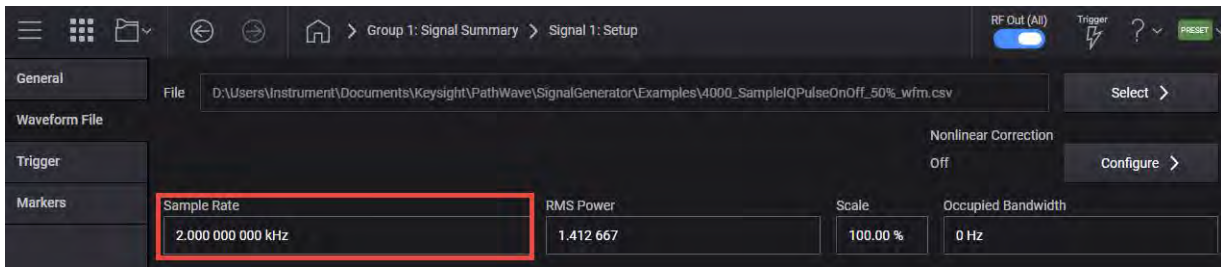 Group 1: Signal Summary > Signal 1: Setup
RF Out (All)
Trigger
?
PRESET
General
File
D:\Users\Instrument\Documents\Keysight\PathWave\SignalGenerator\Examples\4000_SampleIQPulseOnOff_50%_wfm.csv
Select >
Waveform File
Nonlinear Correction
Trigger
Off
Configure >
Markers
Sample Rate
RMS Power
Scale
Occupied Bandwidth
2.000 000 000 kHz
1.412 667
100.00 %
0 Hz